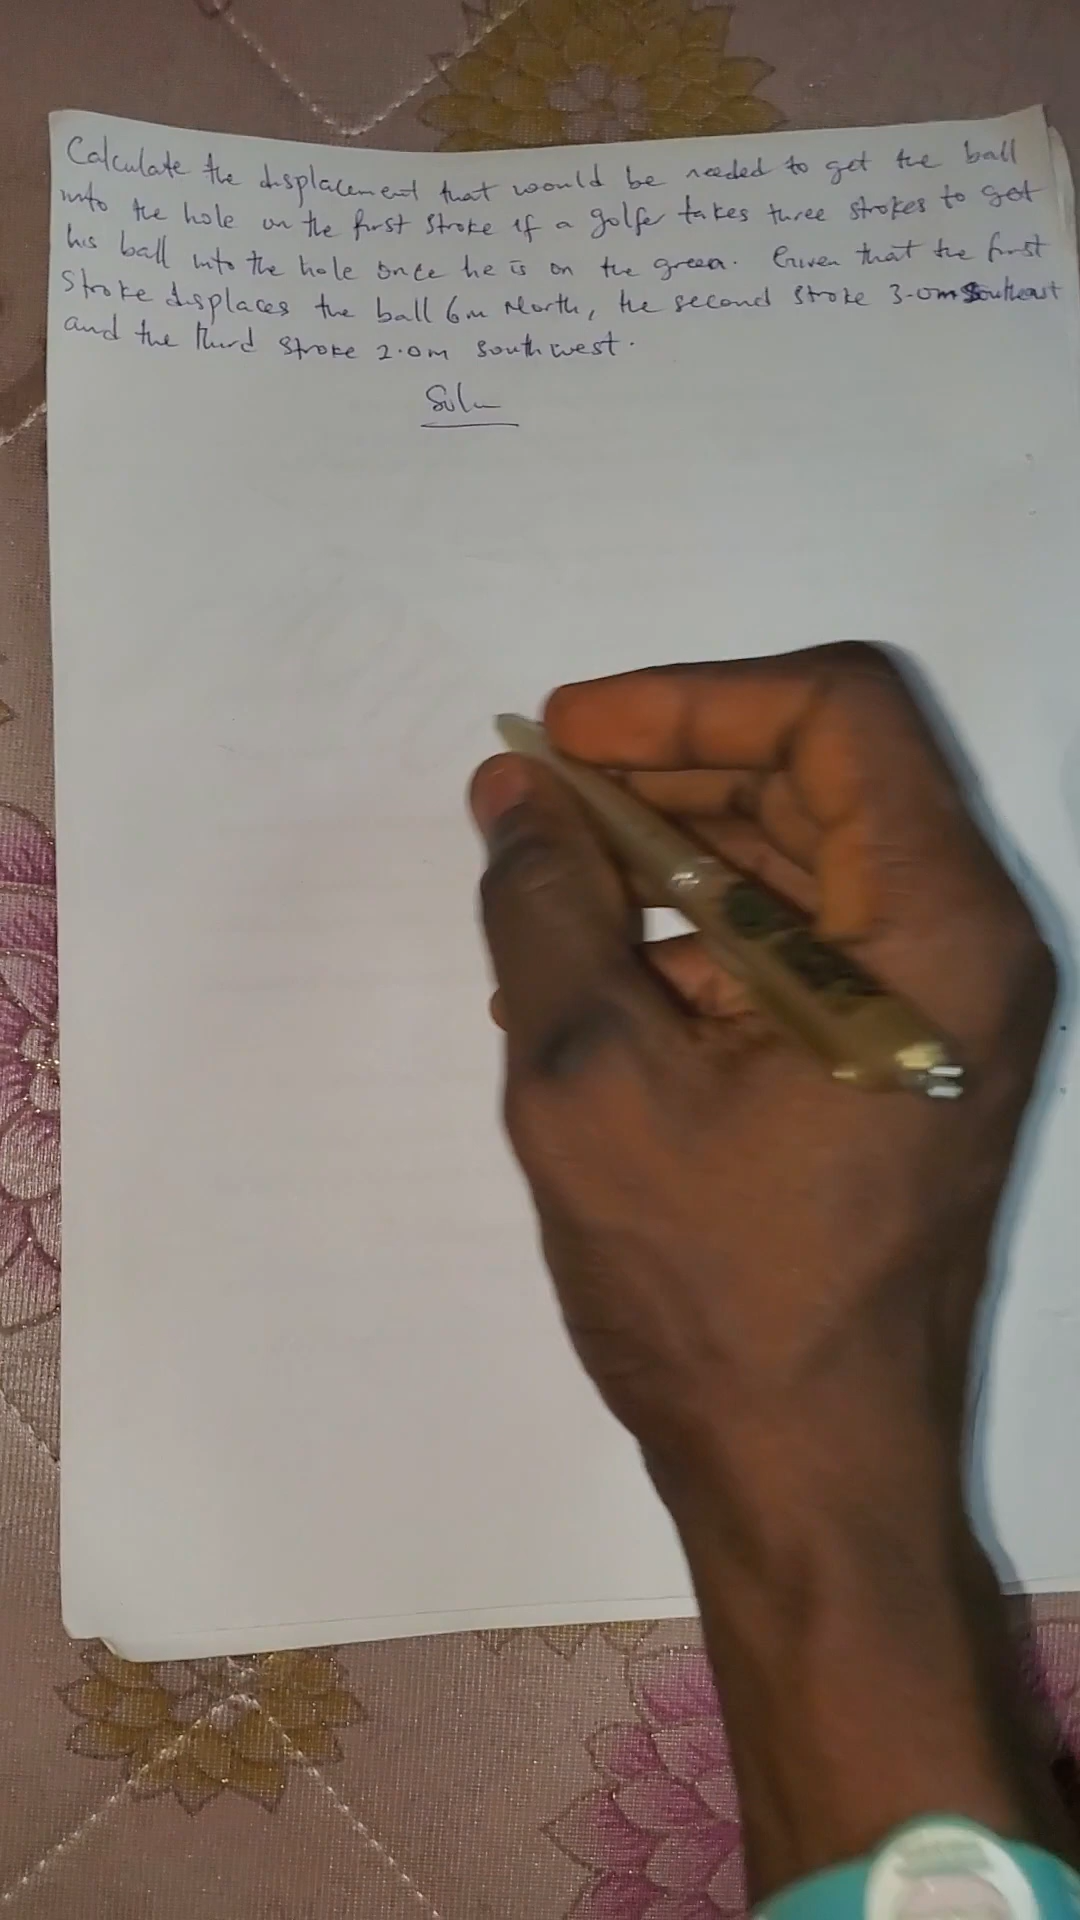 Calculate the displacement that would be needed to get the ball
into the hole on the first stroke if a golfer takes three strokes to get
his ball into the hole once he is on the green. Given that the first
Stroke displaces the ball 6m North, the second stroke 3.0m Southeast
and the third stroke 2.0m southwest.
Soln